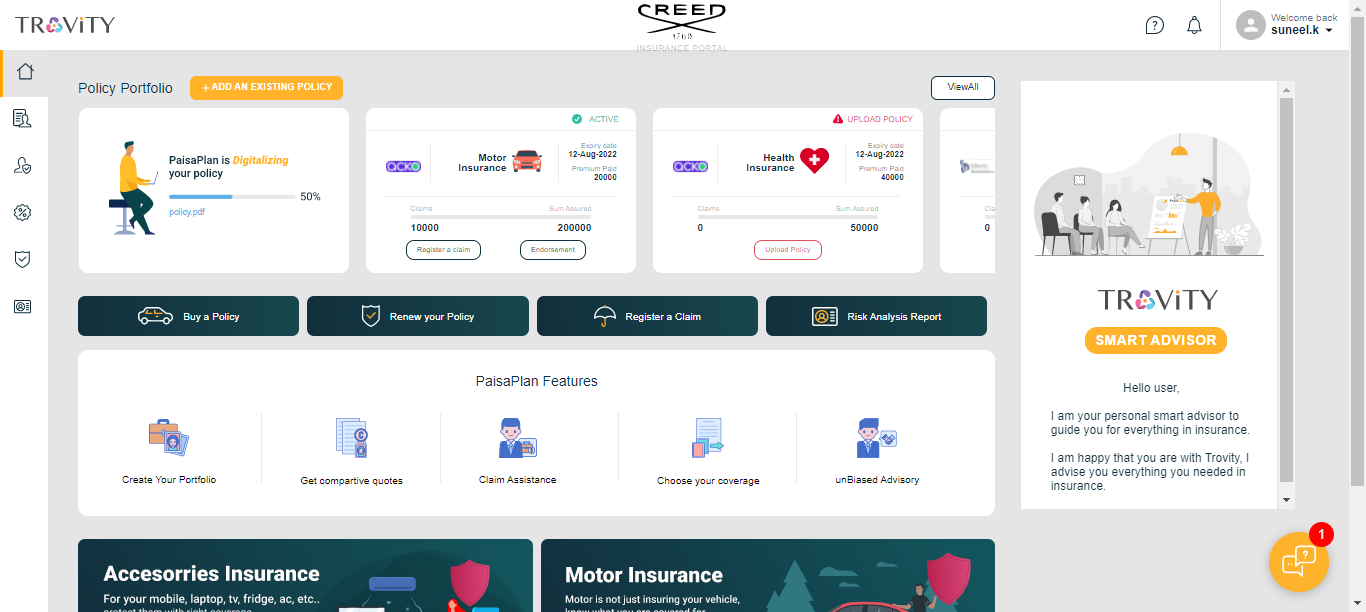 TROViTY
CREED
1760
INSURANCE PORTAL
?
Welcome back
suneel.k
Policy Portfolio
+ ADD AN EXISTING POLICY
ViewAll
PaisaPlan is Digitalizing
your policy
50%
policy.pdf
ACTIVE
acko
Motor
Insurance
Expiry date
12-Aug-2022
Premium Paid
20000
Claims
Sum Assured
10000
200000
Register a claim
Endorsement
UPLOAD POLICY
acko
Health
Insurance
Expiry date
12-Aug-2022
Premium Paid
40000
Claims
Sum Assured
0
50000
Upload Policy
Cla
0
Buy a Policy
Renew your Policy
Register a Claim
Risk Analysis Report
PaisaPlan Features
Create Your Portfolio
Get compartive quotes
Claim Assistance
Choose your coverage
unBiased Advisory
TROViTY
SMART ADVISOR
Hello user,
I am your personal smart advisor to
guide you for everything in insurance.
I am happy that you are with Trovity, I
advise you everything you needed in
insurance.
Accesorries Insurance
For your mobile, laptop, tv, fridge, ac, etc..
protect them with right coverage
Motor Insurance
Motor is not just insuring your vehicle,
know what you are covered for
1
?